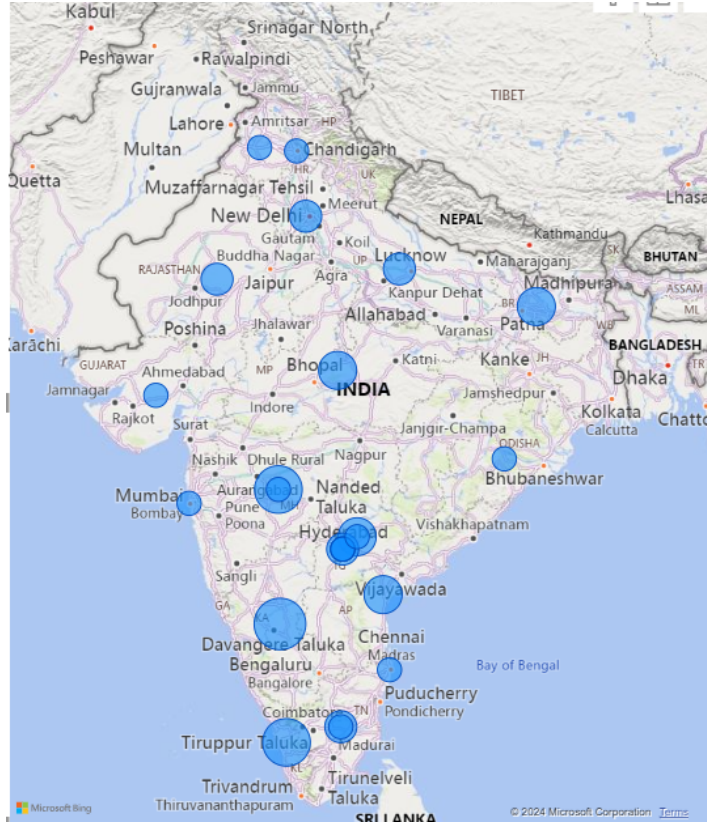 Kabul
Srinagar North
Peshawar
Rawalpindi
Jammu
TIBET
Gujranwala
Lahore
Amritsar
HP
Multan
Chandigarh
Quetta
HR
UK
Muzaffarnagar Tehsil
Lhasa
Meerut
New Delhi
NEPAL
Gautam
Buddha Nagar
Koil
Kathmandu
SK
BHUTAN
UP
Lucknow
Maharajganj
RAJASTHAN
Jaipur
Agra
Madhipura
ASSAM
Jodhpur
Kanpur Dehat
BR
ML
Allahabad
Varanasi
Patna
WB
Karāchi
Poshina
Jhalawar
BANGLADESH
GUJARAT
Ahmedabad
MP
Bhopal
Katni
Kanke
JH
Dhaka
TR
Jamnagar
INDIA
Jamshedpur
Rajkot
Indore
Kolkata
Calcutta
Chatto
Surat
Janjgir-Champa
ODISHA
Nashik
Dhule Rural
Nagpur
Bhubaneshwar
Mumbai
Bombay
Aurangabad
MH
Nanded
Taluka
Pune
Poona
Hyderabad
Vishakhapatnam
TG
Sangli
Vijayawada
GA
KA
AP
Davangere Taluka
Chennai
Madras
Bengaluru
Bangalore
Bay of Bengal
Puducherry
Pondicherry
Coimbatore
TN
Tiruppur Taluka
Madurai
KL
Trivandrum
Thiruvananthapuram
Tirunelveli
Taluka
Microsoft Bing
© 2024 Microsoft Corporation Terms
SRI LANKA